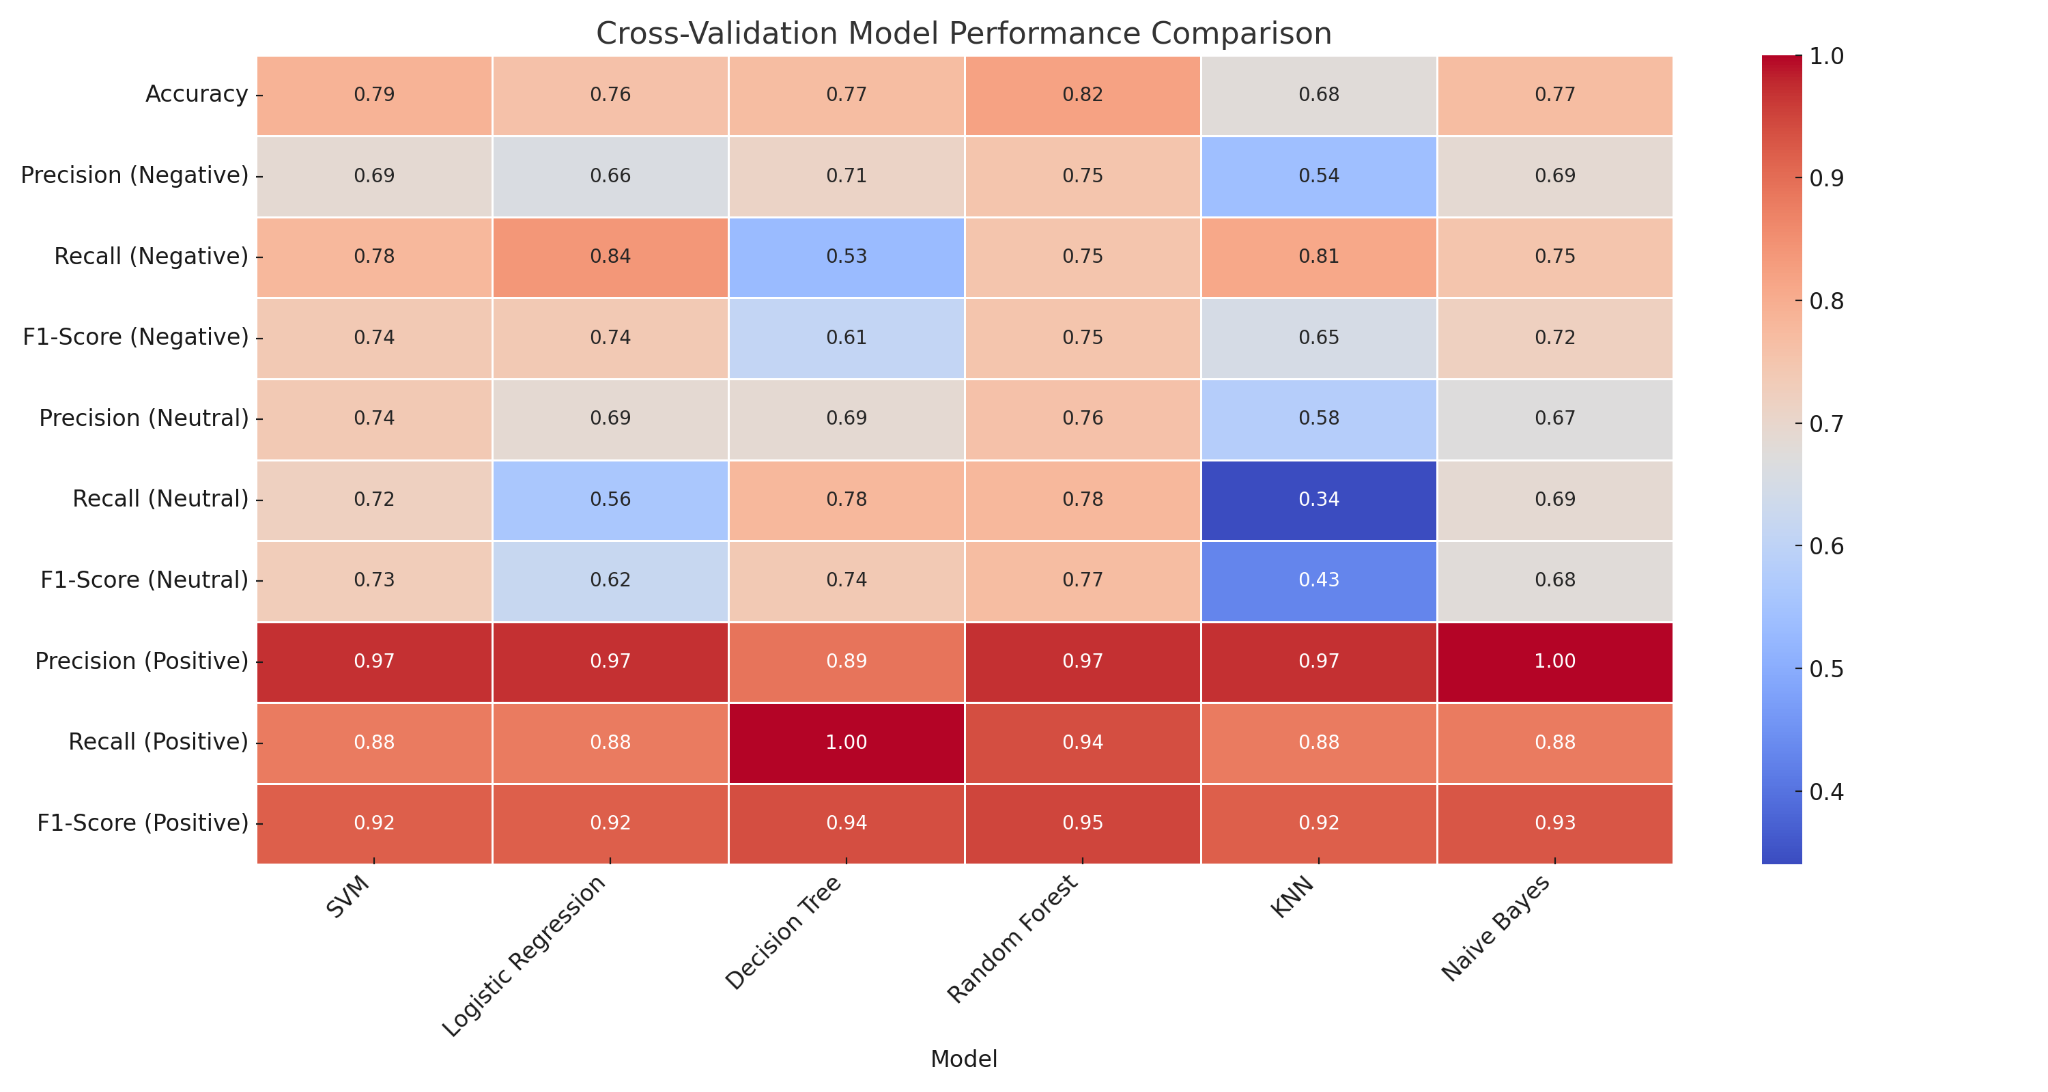 Cross-Validation Model Performance Comparison
Accuracy 0.79 0.76 0.77 0.82 0.68 0.77
Precision (Negative) 0.69 0.66 0.71 0.75 0.54 0.69
Recall (Negative) 0.78 0.84 0.53 0.75 0.81 0.75
F1-Score (Negative) 0.74 0.74 0.61 0.75 0.65 0.72
Precision (Neutral) 0.74 0.69 0.69 0.76 0.58 0.67
Recall (Neutral) 0.72 0.56 0.78 0.78 0.34 0.69
F1-Score (Neutral) 0.73 0.62 0.74 0.77 0.43 0.68
Precision (Positive) 0.97 0.97 0.89 0.97 0.97 1.00
Recall (Positive) 0.88 0.88 1.00 0.94 0.88 0.88
F1-Score (Positive) 0.92 0.92 0.94 0.95 0.92 0.93
SVM
Logistic Regression
Decision Tree
Random Forest
KNN
Naive Bayes
Model
1.0
0.9
0.8
0.7
0.6
0.5
0.4